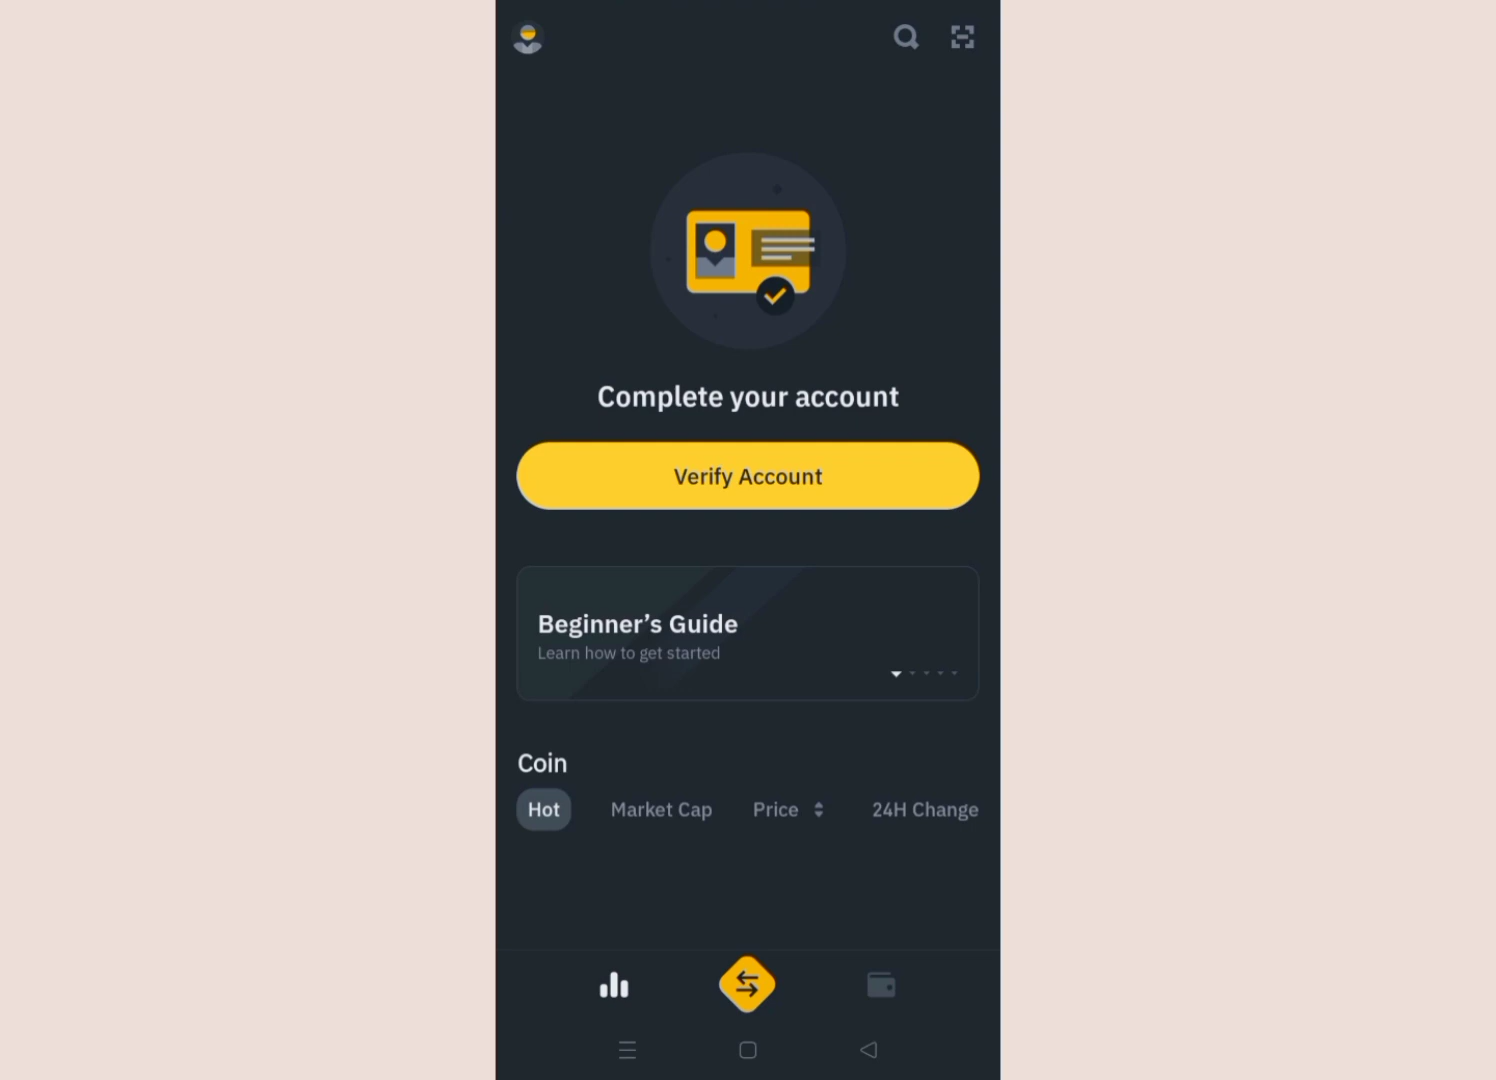 Complete your account
Verify Account
Beginner’s Guide
Learn how to get started
Coin
Hot Market Cap Price 24H Change